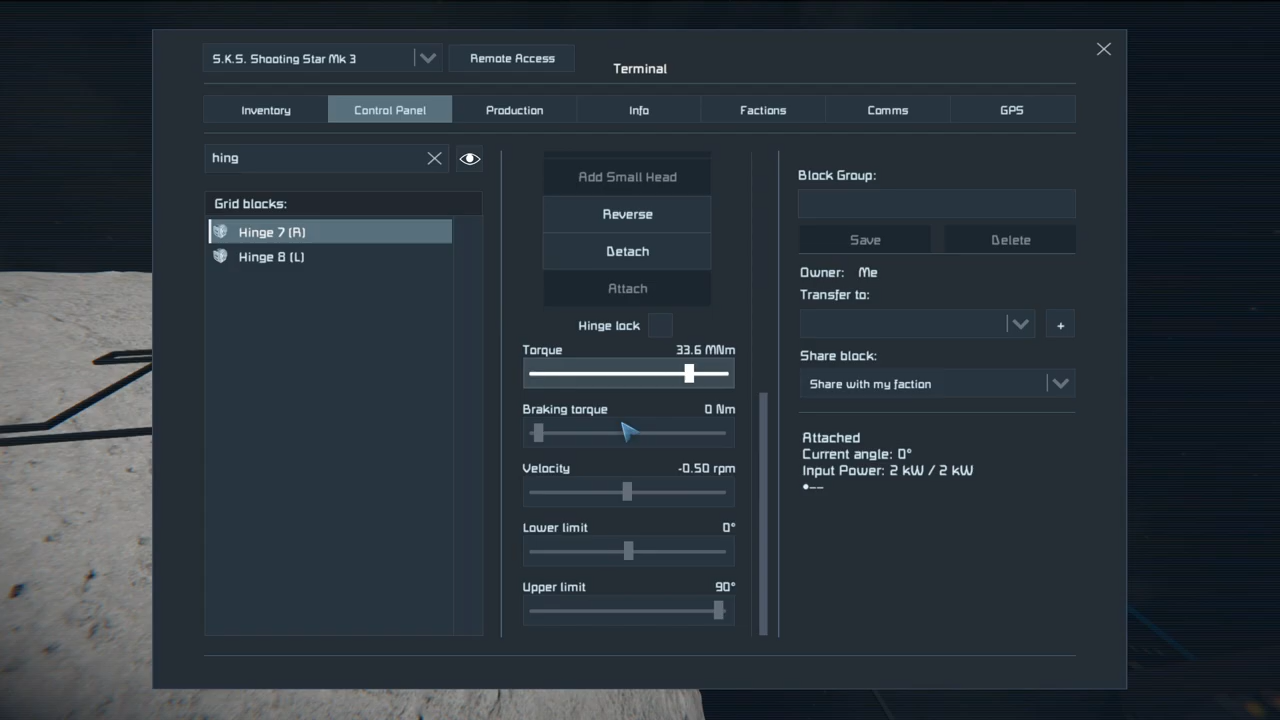 S.K.S. Shooting Star Mk 3
Remote Access
Terminal
Inventory
Control Panel
Production
Info
Factions
Comms
GPS
hing
Grid blocks:
Hinge 7 (R)
Hinge 8 (L)
Add Small Head
Reverse
Detach
Attach
Hinge lock
Torque 33.6 MNm
Braking torque 0 Nm
Velocity -0.50 rpm
Lower limit 0°
Upper limit 90°
Block Group:
Save Delete
Owner: Me
Transfer to:
+
Share block:
Share with my faction
Attached
Current angle: 0°
Input Power: 2 kW / 2 kW
•--